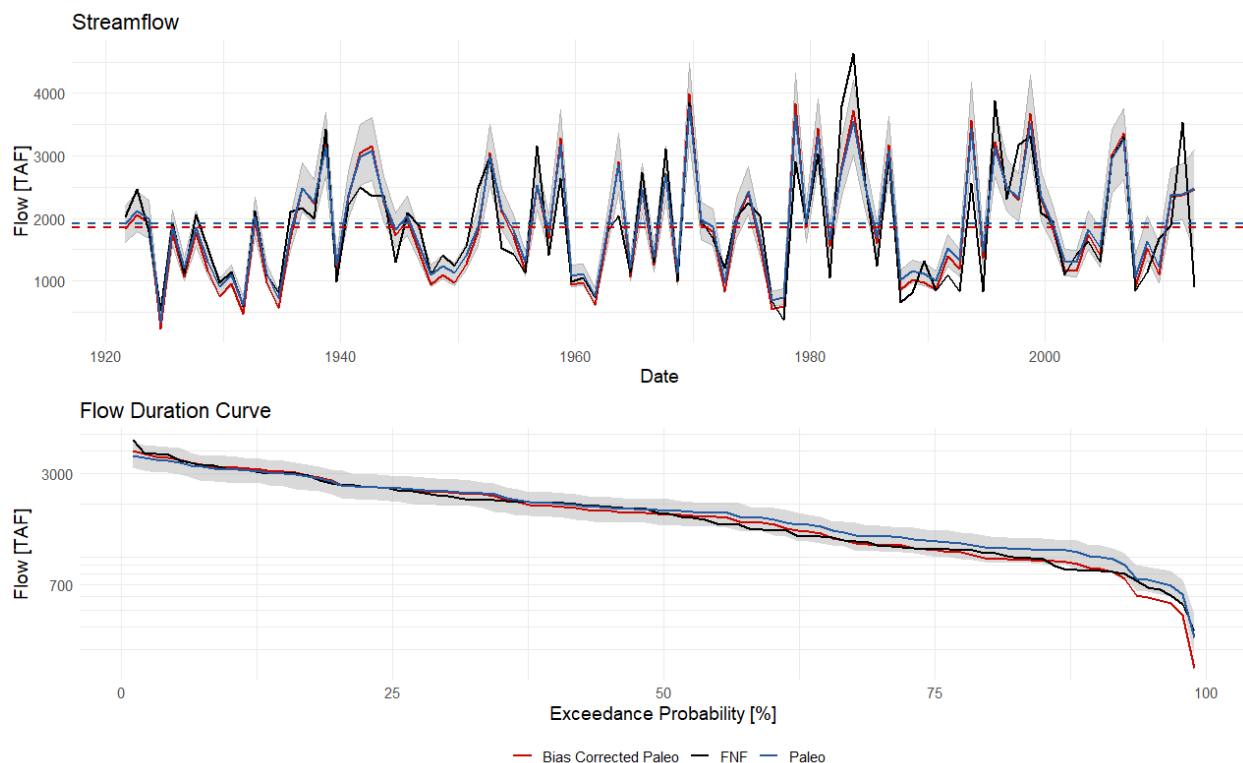 Streamflow
Flow [TAF]
4000
3000
2000
1000
1920
1940
1960
1980
2000
Date
Flow Duration Curve
Flow [TAF]
3000
700
0
25
50
75
100
Exceedance Probability [%]
Bias Corrected Paleo FNF Paleo